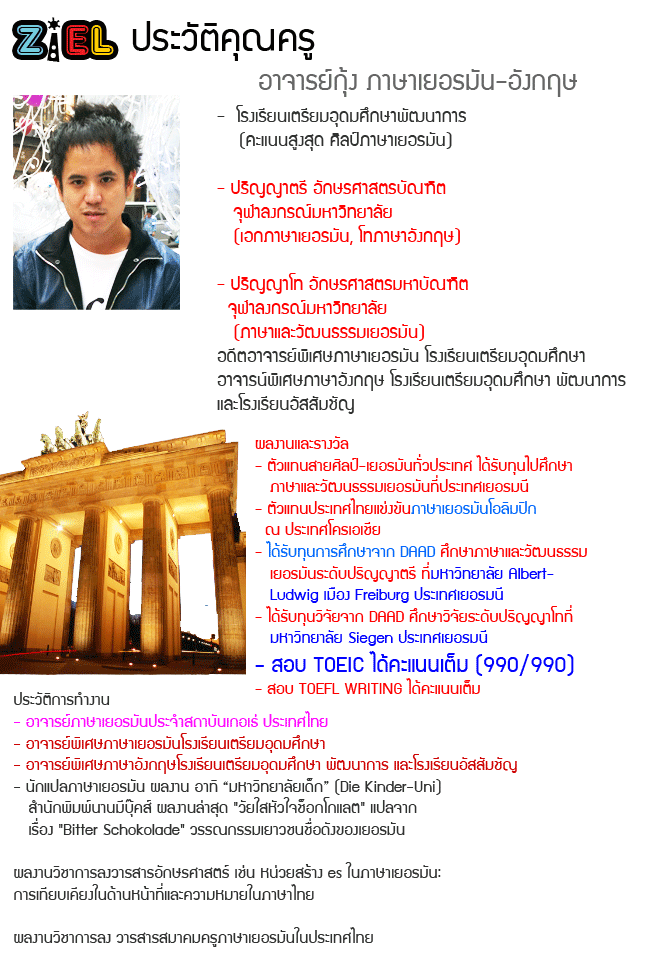 ZiEL ประวัติคุณครู
อาจารย์กุ้ง ภาษาเยอรมัน-อังกฤษ
- โรงเรียนเตรียมอุดมศึกษาพัฒนาการ
(คะแนนสูงสุด ศิลป์ภาษาเยอรมัน)
- ปริญญาตรี อักษรศาสตรบัณฑิต
จุฬาลงกรณ์มหาวิทยาลัย
(เอกภาษาเยอรมัน, โทภาษาอังกฤษ)
- ปริญญาโท อักษรศาสตรมหาบัณฑิต
จุฬาลงกรณ์มหาวิทยาลัย
(ภาษาและวัฒนธรรมเยอรมัน)
อดีตอาจารย์พิเศษภาษาเยอรมัน โรงเรียนเตรียมอุดมศึกษา
อาจารน์พิเศษภาษาอังกฤษ โรงเรียนเตรียมอุดมศึกษา พัฒนาการ
และโรงเรียนอัสสัมชัญ
ผลงานและรางวัล
- ตัวแทนสายศิลป์-เยอรมันทั่วประเทศ ได้รับทุนไปศึกษา
ภาษาและวัฒนธรรมเยอรมันที่ประเทศเยอรมนี
- ตัวแทนประเทศไทยแข่งขันภาษาเยอรมันโอลิมปิก
ณ ประเทศโครเอเชีย
- ได้รับทุนการศึกษาจาก DAAD ศึกษาภาษาและวัฒนธรรม
เยอรมันระดับปริญญาตรี ที่มหาวิทยาลัย Albert-
Ludwig เมือง Freiburg ประเทศเยอรมนี
- ได้รับทุนวิจัยจาก DAAD ศึกษาวิจัยระดับปริญญาโทที่
มหาวิทยาลัย Siegen ประเทศเยอรมนี
- สอบ TOEIC ได้คะแนนเต็ม (990/990)
- สอบ TOEFL WRITING ได้คะแนนเต็ม
ประวัติการทำงาน
- อาจารย์ภาษาเยอรมันประจำสถาบันเกอเธ่ ประเทศไทย
- อาจารย์พิเศษภาษาเยอรมันโรงเรียนเตรียมอุดมศึกษา
- อาจารย์พิเศษภาษาอังกฤษโรงเรียนเตรียมอุดมศึกษา พัฒนาการ และโรงเรียนอัสสัมชัญ
- นักแปลภาษาเยอรมัน ผลงาน อาทิ “มหาวิทยาลัยเด็ก” (Die Kinder-Uni)
สำนักพิมพ์นานมีบุ๊คส์ ผลงานล่าสุด "วัยใสหัวใจช็อกโกแลต" แปลจาก
เรื่อง "Bitter Schokolade" วรรณกรรมเยาวชนชื่อดังของเยอรมัน
ผลงานวิชาการลงวารสารอักษรศาสตร์ เช่น หน่วยสร้าง es ในภาษาเยอรมัน:
การเทียบเคียงในด้านหน้าที่และความหมายในภาษาไทย
ผลงานวิชาการลง วารสารสมาคมครูภาษาเยอรมันในประเทศไทย